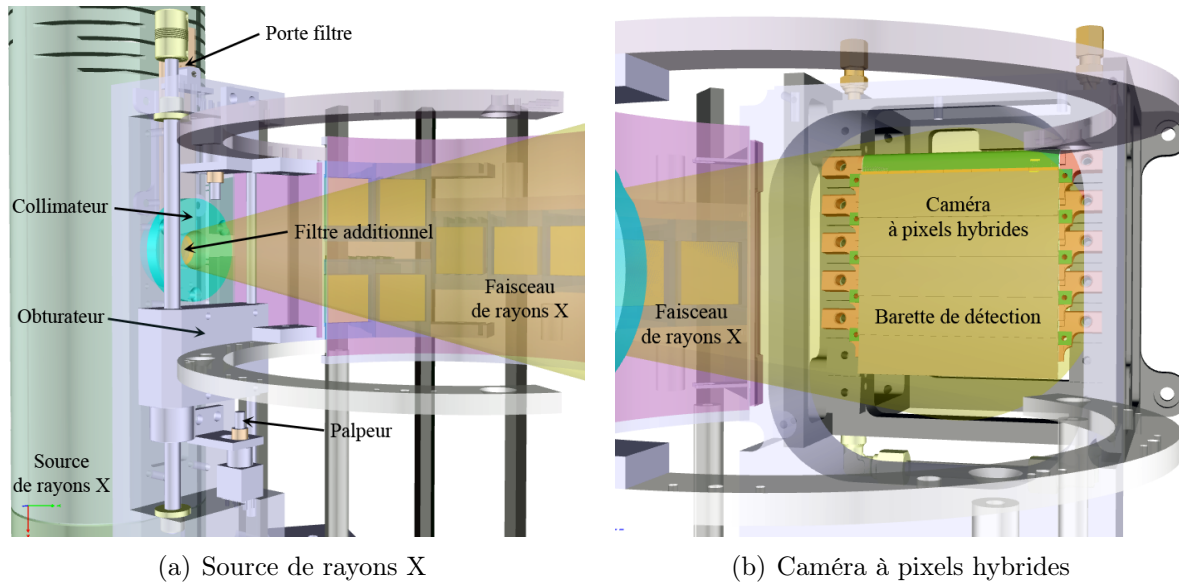 Porte filtre
Collimateur
Filtre additionnel
Faisceau
de rayons X
Obturateur
Palpeur
Source
de rayons X
(a) Source de rayons X
Caméra
à pixels hybrides
Faisceau
de rayons X
Barette de détection
(b) Caméra à pixels hybrides